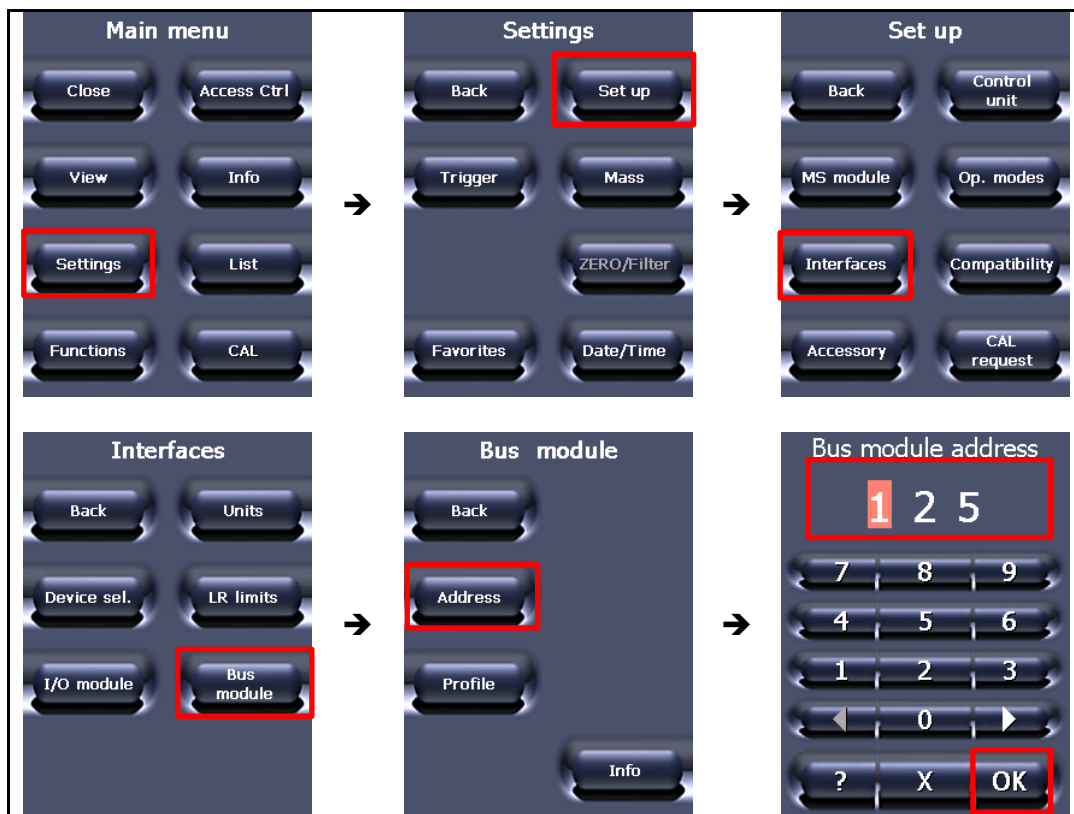 Main menu
Close
Access Ctrl
View
Info
Settings
List
Functions
CAL
➔
Settings
Back
Set up
Trigger
Mass
ZERO/Filter
Favorites
Date/Time
➔
Set up
Back
Control
unit
MS module
Op. modes
Interfaces
Compatibility
Accessory
CAL
request
Interfaces
Back
Units
Device sel.
LR limits
I/O module
Bus
module
➔
Bus module
Back
Address
Profile
Info
➔
Bus module address
1 2 5
7 8 9
4 5 6
1 2 3
0
? X OK